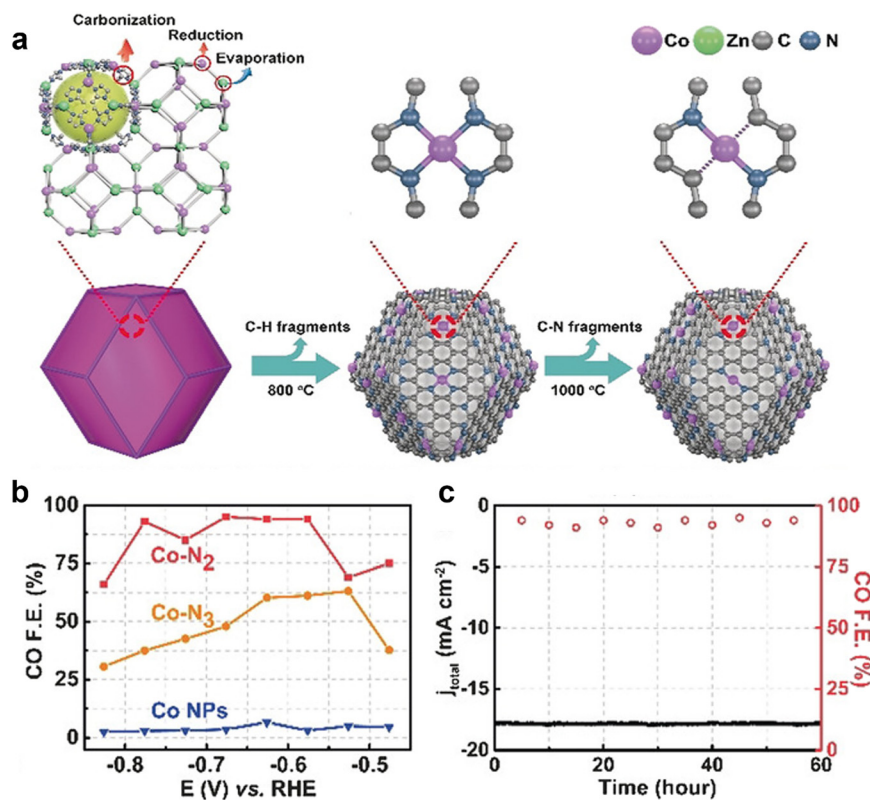 a
Carbonization
Reduction
Evaporation
Co Zn C N
C-H fragments
800 °C
C-N fragments
1000 °C
b
100
75
50
25
0
CO F.E. (%)
Co-N2
Co-N3
Co NPs
-0.8 -0.7 -0.6 -0.5
E (V) vs. RHE
c
0
-5
-10
-15
-20
jtotal (mA cm-2)
100
75
50
25
0
CO F.E. (%)
0 20 40 60
Time (hour)